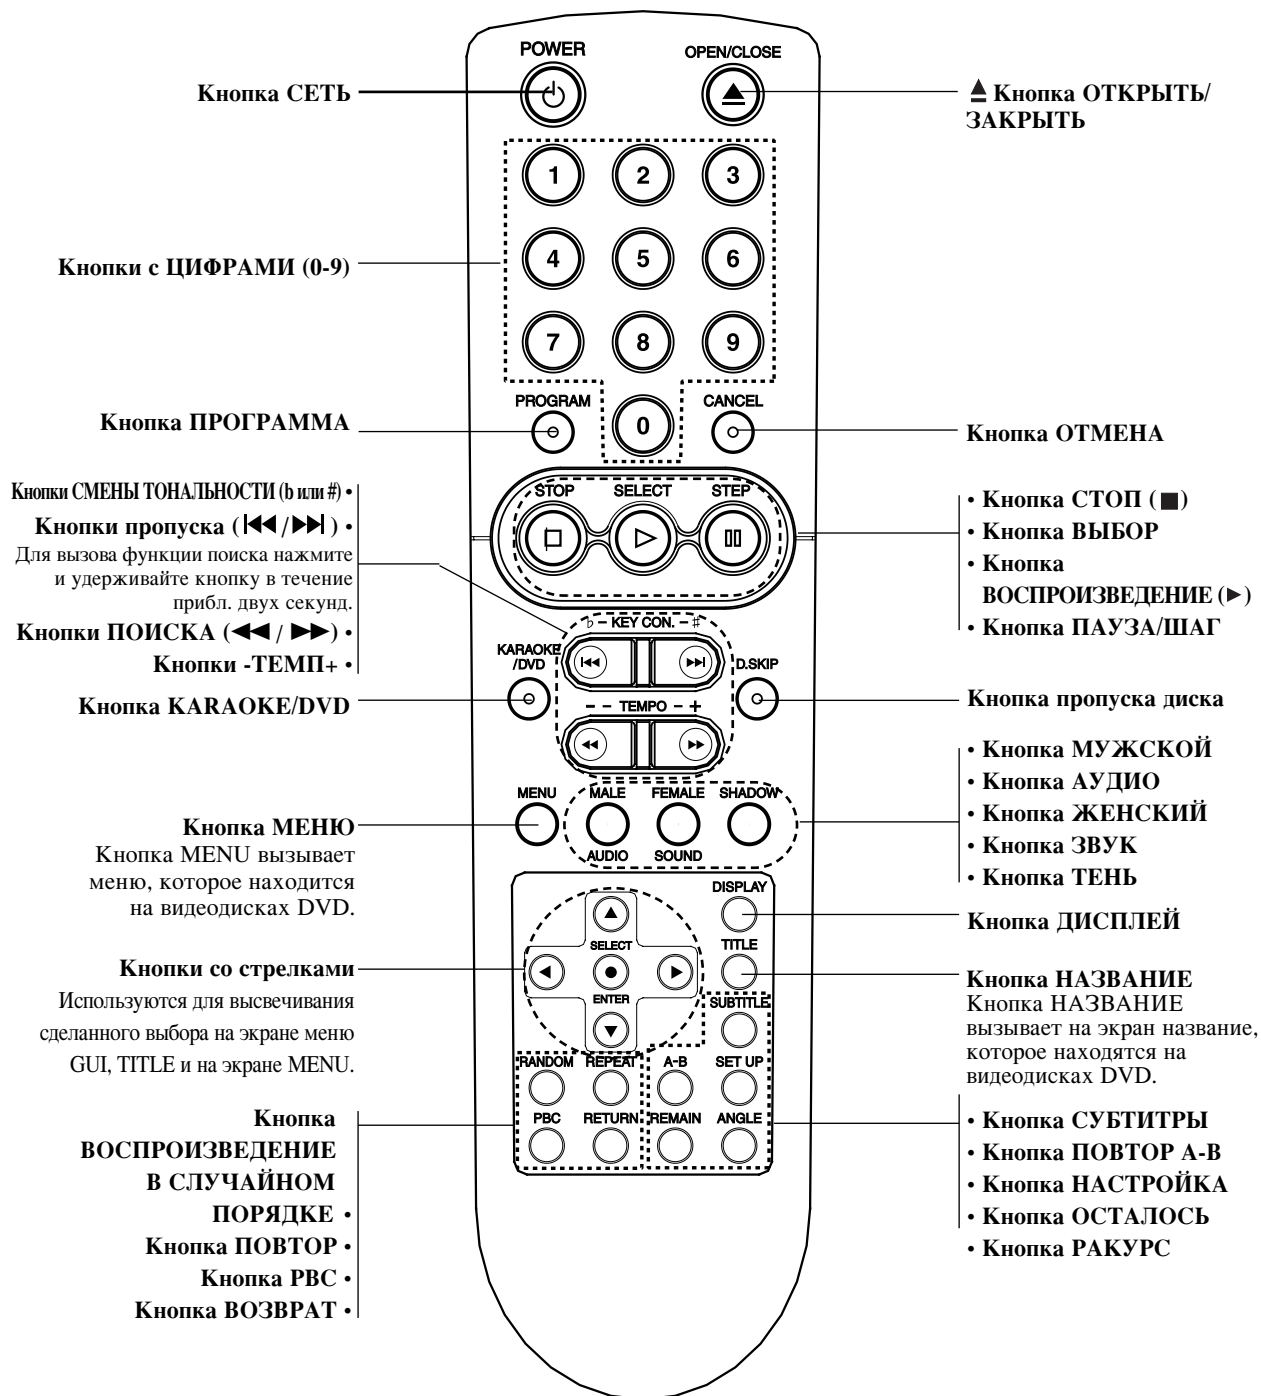 POWER
OPEN/CLOSE
Кнопка СЕТЬ
Кнопка ОТКРЫТЬ/
ЗАКРЫТЬ
1 2 3
4 5 6
Кнопки с ЦИФРАМИ (0-9)
7 8 9
PROGRAM
0
CANCEL
Кнопка ПРОГРАММА
Кнопка ОТМЕНА
Кнопки СМЕНЫ ТОНАЛЬНОСТИ (b или #) •
Кнопки пропуска (⏮/⏭) •
Для вызова функции поиска нажмите
и удерживайте кнопку в течение
прибл. двух секунд.
Кнопки ПОИСКА (◀◀ / ▶▶) •
Кнопки -ТЕМП+ •
STOP SELECT STEP
• Кнопка СТОП (■)
• Кнопка ВЫБОР
• Кнопка
ВОСПРОИЗВЕДЕНИЕ (►)
• Кнопка ПАУЗА/ШАГ
♭ – KEY CON. – ♯
KARAOKE
/DVD
D.SKIP
Кнопка KARAOKE/DVD
Кнопка пропуска диска
– – TEMPO – +
• Кнопка МУЖСКОЙ
• Кнопка АУДИО
• Кнопка ЖЕНСКИЙ
• Кнопка ЗВУК
• Кнопка ТЕНЬ
MENU MALE FEMALE SHADOW
AUDIO SOUND
Кнопка МЕНЮ
Кнопка MENU вызывает
меню, которое находится
на видеодисках DVD.
DISPLAY
Кнопка ДИСПЛЕЙ
SELECT
ENTER
TITLE
Кнопки со стрелками
Используются для высвечивания
сделанного выбора на экране меню
GUI, TITLE и на экране MENU.
Кнопка НАЗВАНИЕ
Кнопка НАЗВАНИЕ
вызывает на экран название,
которое находятся на
видеодисках DVD.
SUBTITLE
RANDOM REPEAT A-B SET UP
PBC RETURN REMAIN ANGLE
Кнопка
ВОСПРОИЗВЕДЕНИЕ
В СЛУЧАЙНОМ
ПОРЯДКЕ •
Кнопка ПОВТОР •
Кнопка PBC •
Кнопка ВОЗВРАТ •
• Кнопка СУБТИТРЫ
• Кнопка ПОВТОР А-В
• Кнопка НАСТРОЙКА
• Кнопка ОСТАЛОСЬ
• Кнопка РАКУРС